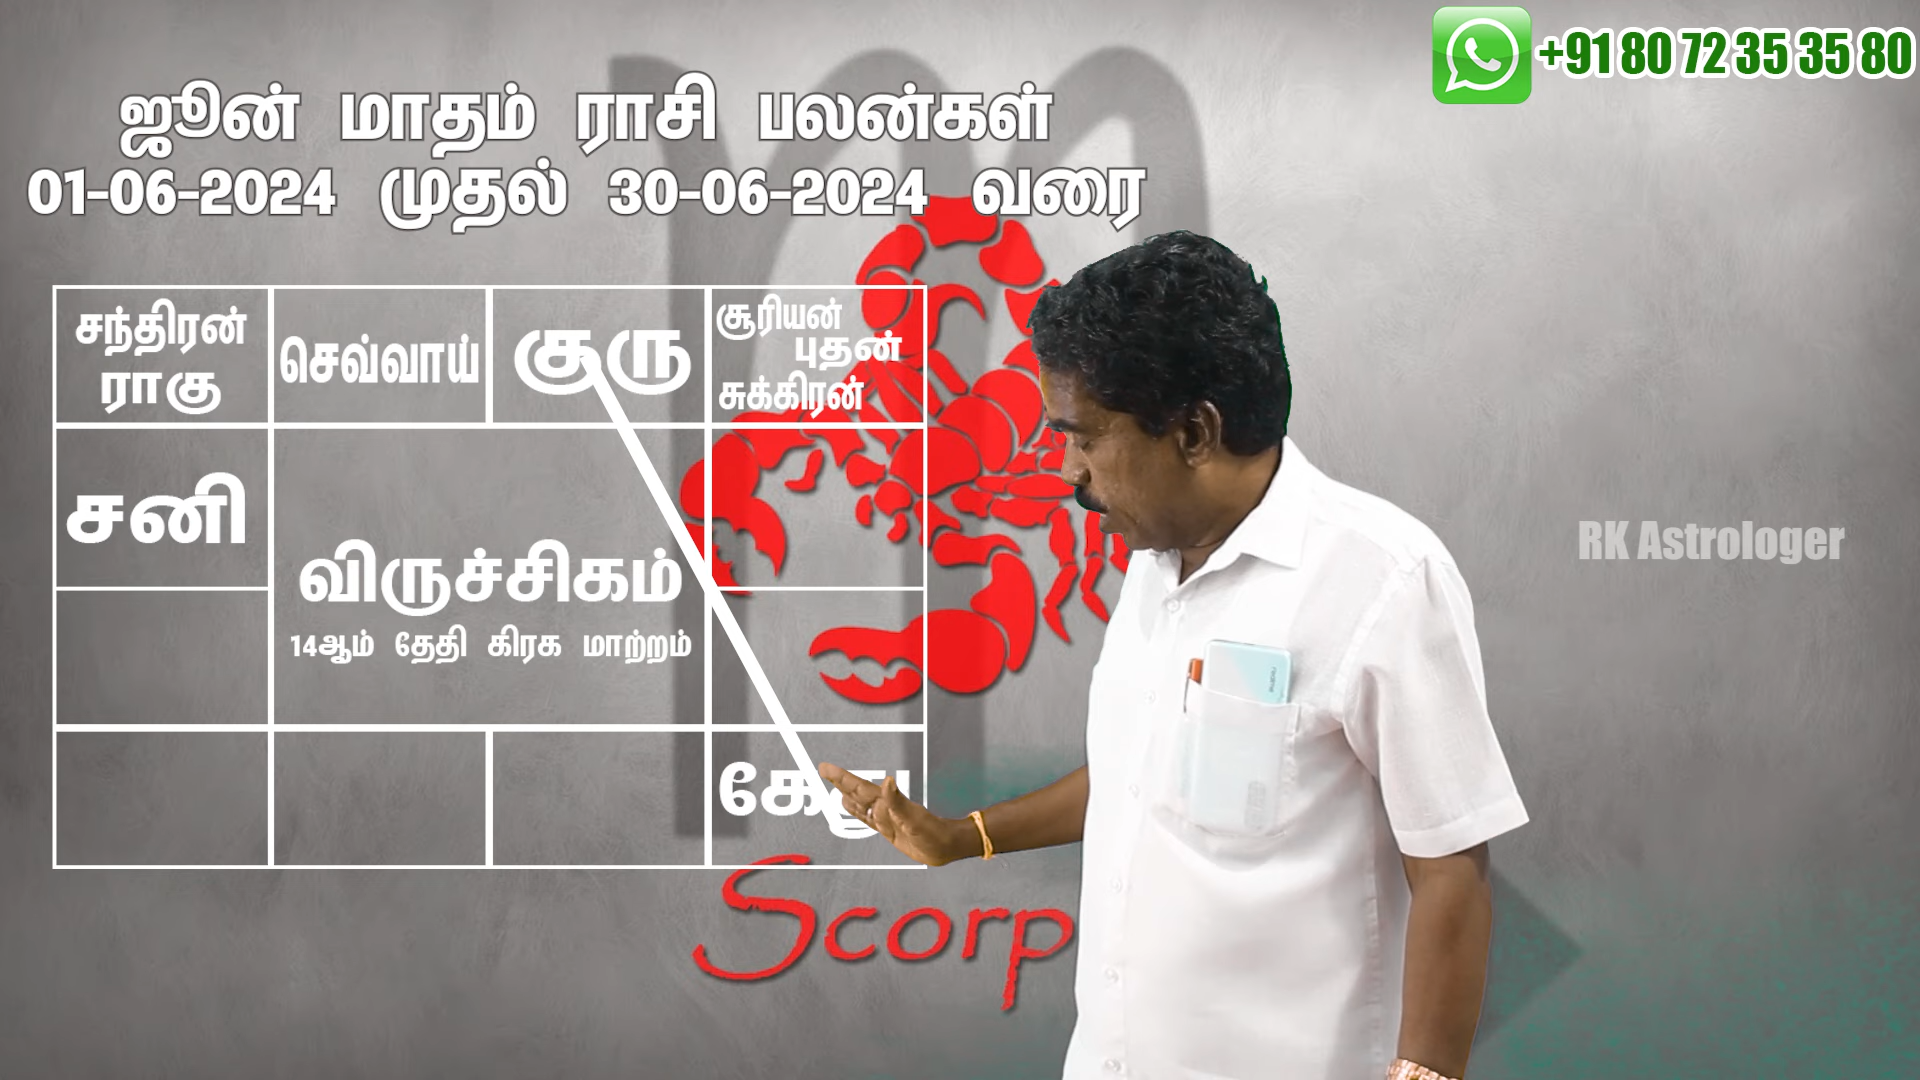 +91 80 72 35 35 80
ஜூன் மாதம் ராசி பலன்கள்
01-06-2024 முதல் 30-06-2024 வரை
சந்திரன்
ராகு
செவ்வாய்
குரு
சூரியன்
புதன்
சுக்கிரன்
சனி
விருச்சிகம்
14ஆம் தேதி கிரக மாற்றம்
RK Astrologer
Scorp